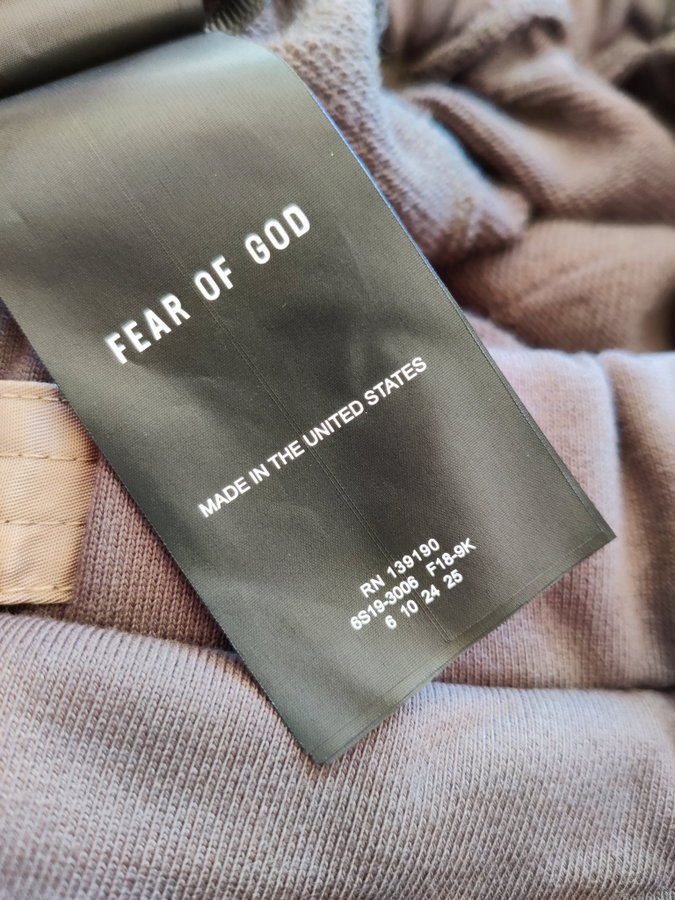 FEAR OF GOD
MADE IN THE UNITED STATES
RN 139190
6S19-3006 F18-9K
6 10 24 25